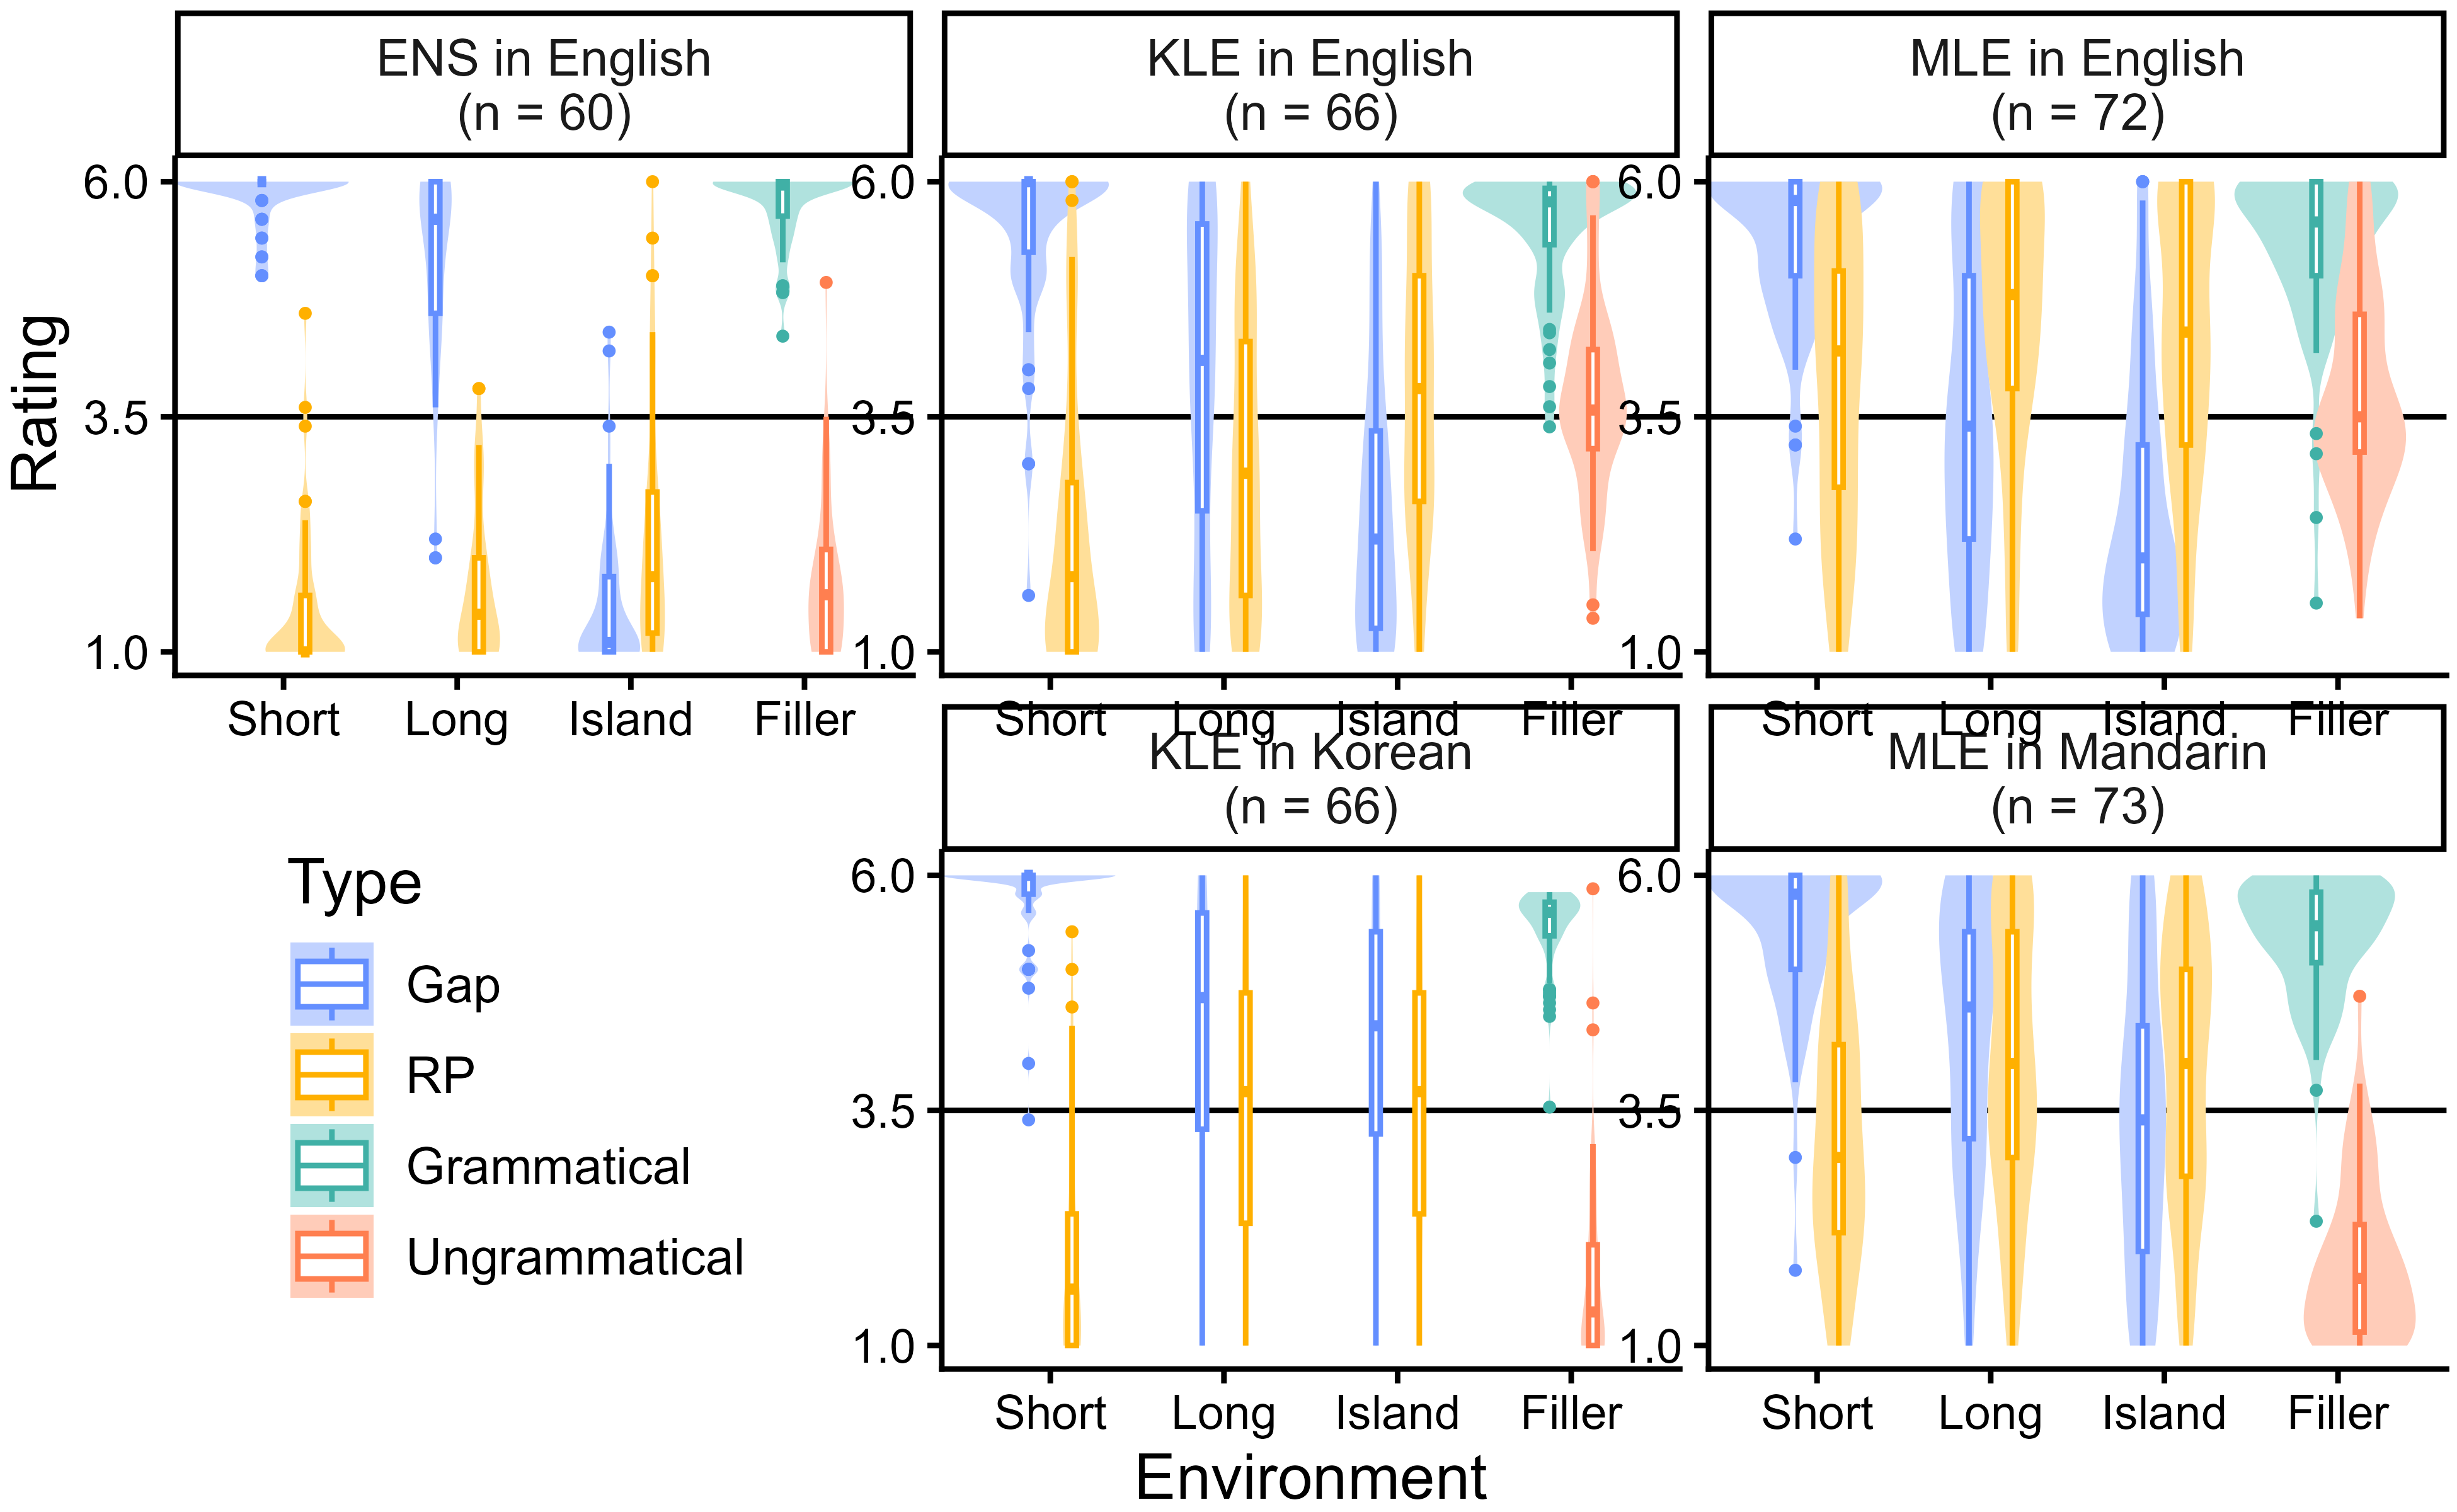 ENS in English
(n = 60)
KLE in English
(n = 66)
MLE in English
(n = 72)
Rating
6.0
3.5
1.0
6.0
3.5
1.0
6.0
3.5
1.0
Short Long Island Filler
Short Long Island Filler
Short Long Island Filler
KLE in Korean
(n = 66)
MLE in Mandarin
(n = 73)
6.0
3.5
1.0
6.0
3.5
1.0
Short Long Island Filler
Short Long Island Filler
Environment
Type
Gap
RP
Grammatical
Ungrammatical